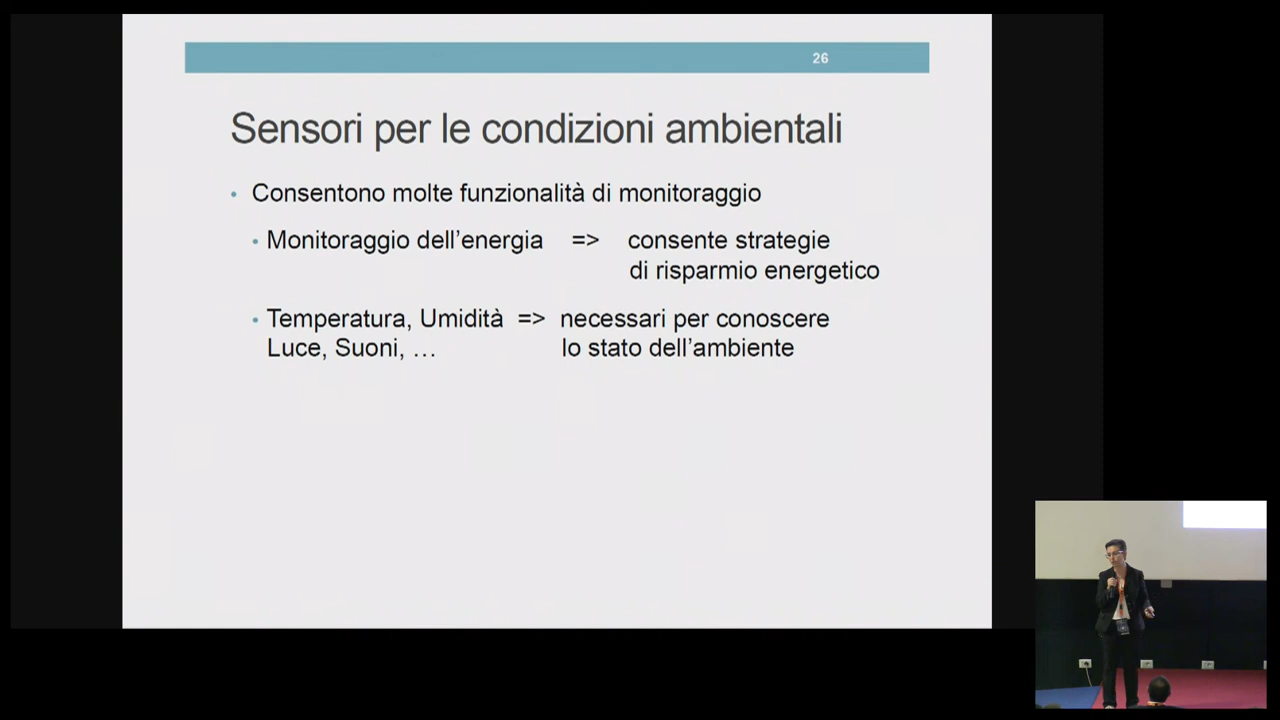 26
Sensori per le condizioni ambientali
• Consentono molte funzionalità di monitoraggio
• Monitoraggio dell’energia => consente strategie
di risparmio energetico
• Temperatura, Umidità => necessari per conoscere
Luce, Suoni, … lo stato dell’ambiente